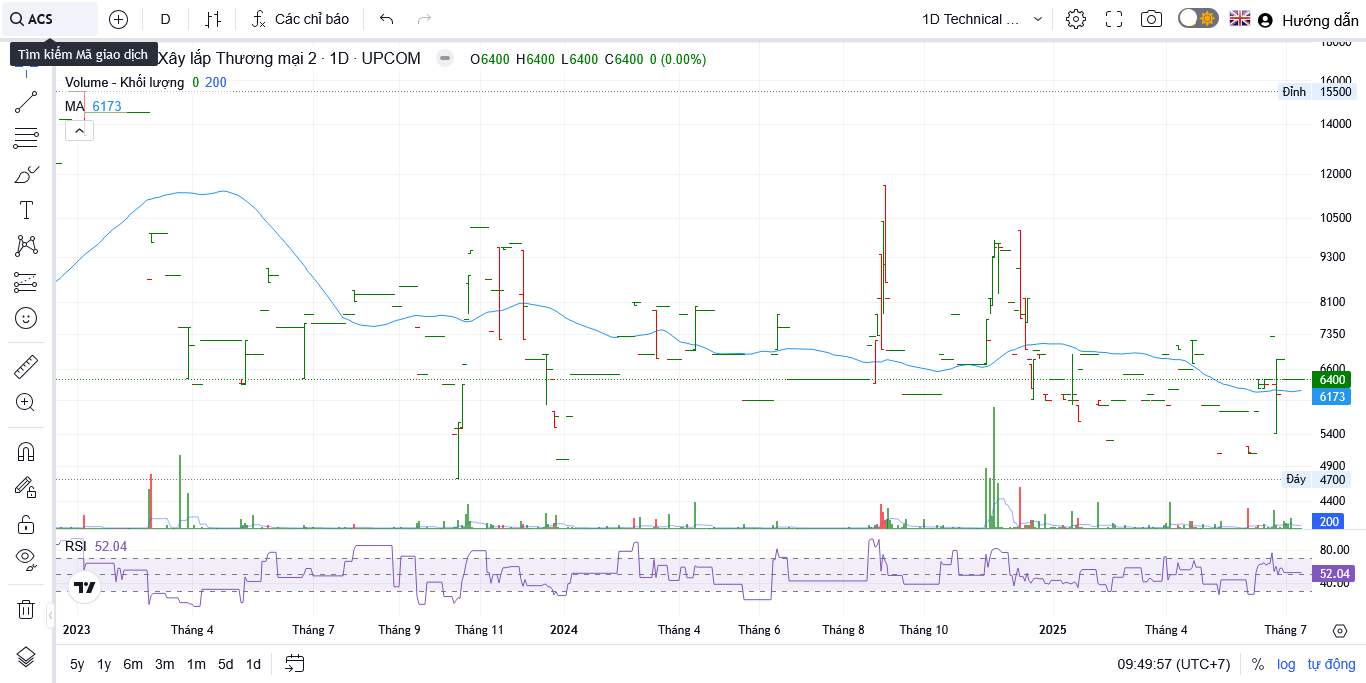 ACS
D
Các chỉ báo
1D Technical ...
Hướng dẫn
Tìm kiếm Mã giao dịch
Xây lắp Thương mại 2 · 1D · UPCOM
O6400 H6400 L6400 C6400 0 (0.00%)
Volume - Khối lượng 0 200
MA 6173
18000
16000
Đỉnh 15500
14000
12000
10500
9300
8100
7350
6600
6400
6173
5400
4900
Đáy 4700
4400
200
RSI 52.04
80.00
52.04
40.00
2023 Tháng 4 Tháng 7 Tháng 9 Tháng 11 2024 Tháng 4 Tháng 6 Tháng 8 Tháng 10 2025 Tháng 4 Tháng 7
5y 1y 6m 3m 1m 5d 1d
09:49:57 (UTC+7) % log tự động